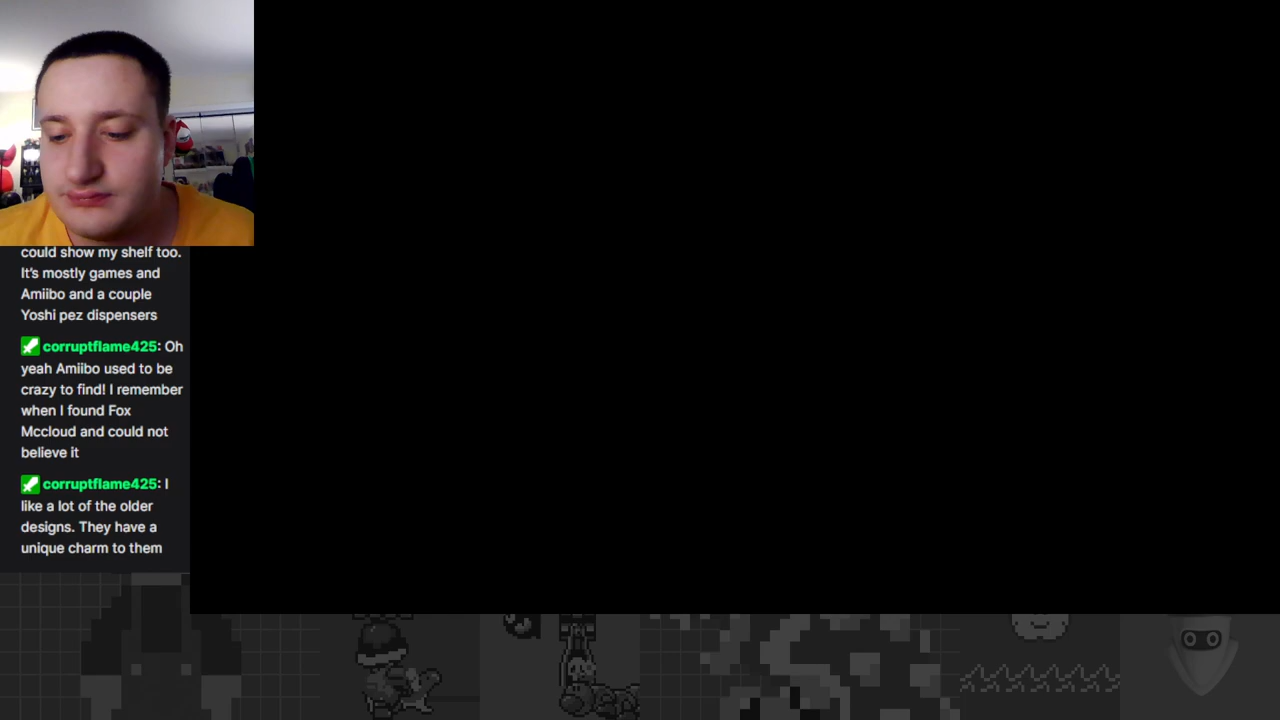 could show my shelf too.
It's mostly games and
Amiibo and a couple
Yoshi pez dispensers
corruptflame425: Oh
yeah Amiibo used to be
crazy to find! I remember
when I found Fox
Mccloud and could not
believe it
corruptflame425: I
like a lot of the older
designs. They have a
unique charm to them